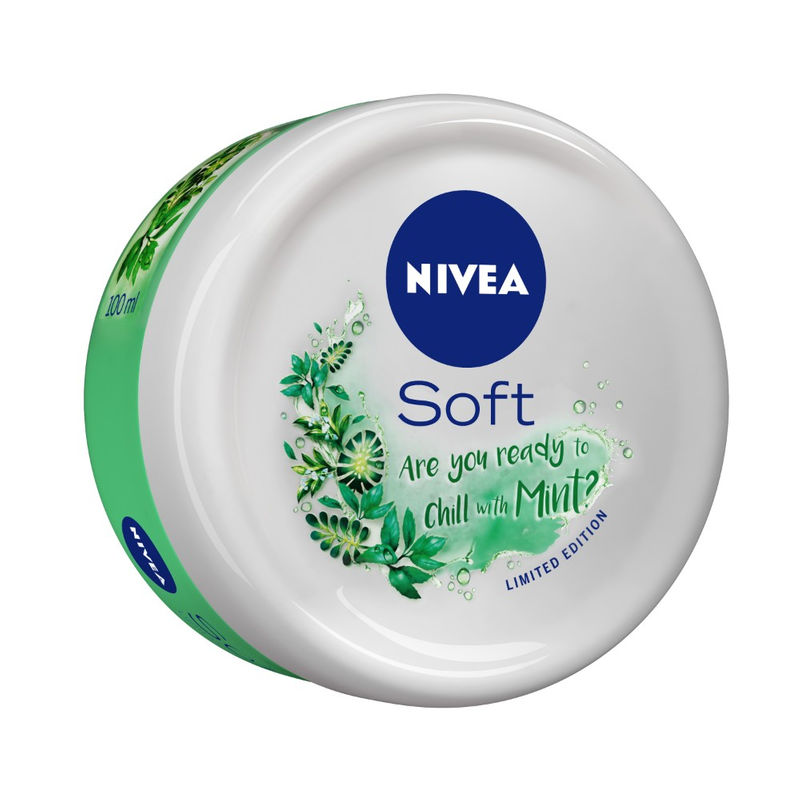 NIVEA
Soft
Are you ready to
Chill with Mint?
LIMITED EDITION
100 ml
NIVEA